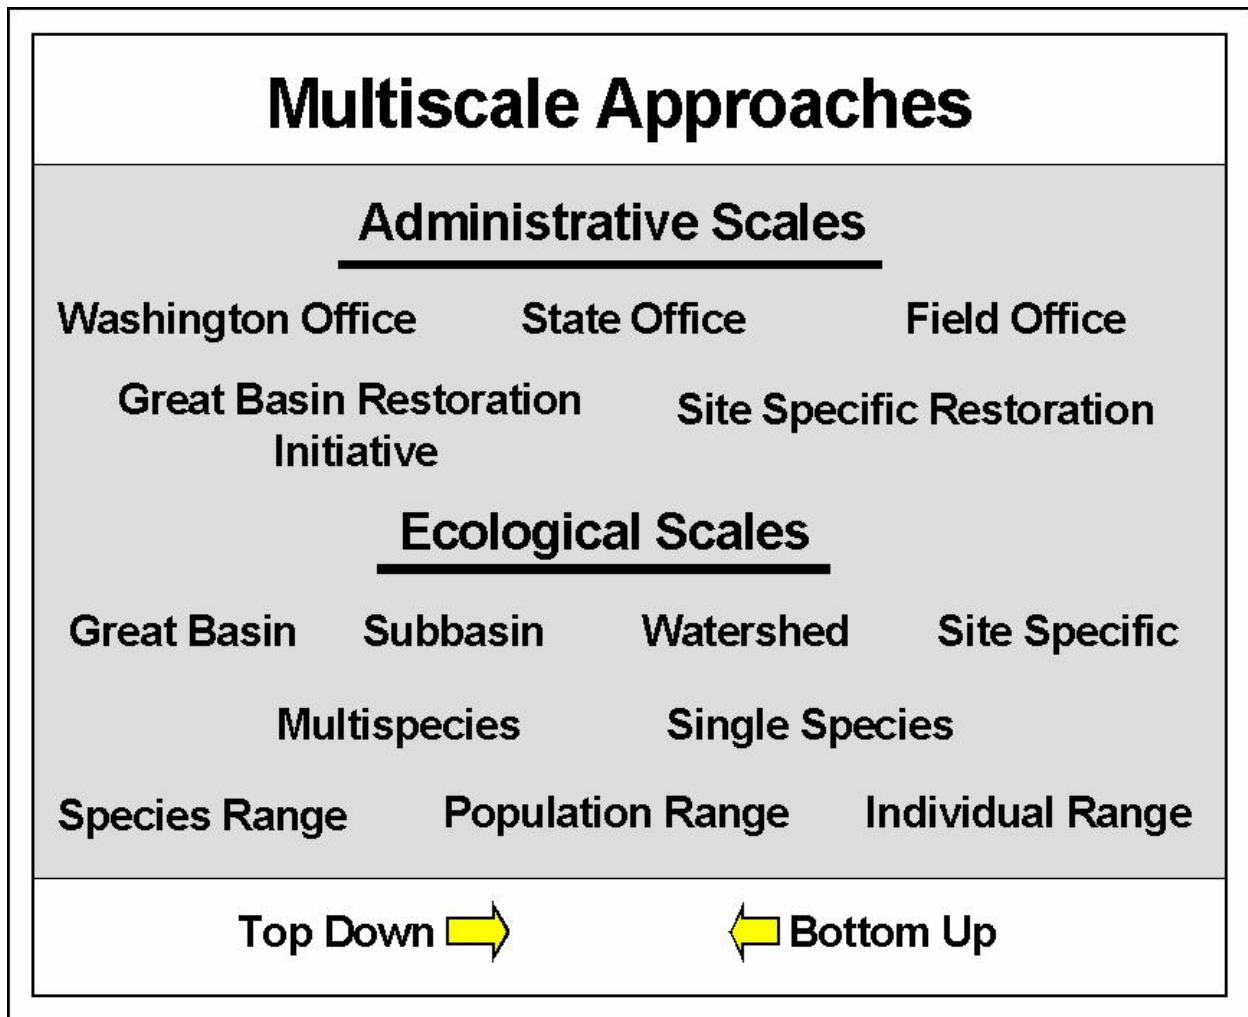 Multiscale Approaches
Administrative Scales
Washington Office State Office Field Office
Great Basin Restoration
Initiative
Site Specific Restoration
Ecological Scales
Great Basin Subbasin Watershed Site Specific
Multispecies Single Species
Species Range Population Range Individual Range
Top Down Bottom Up